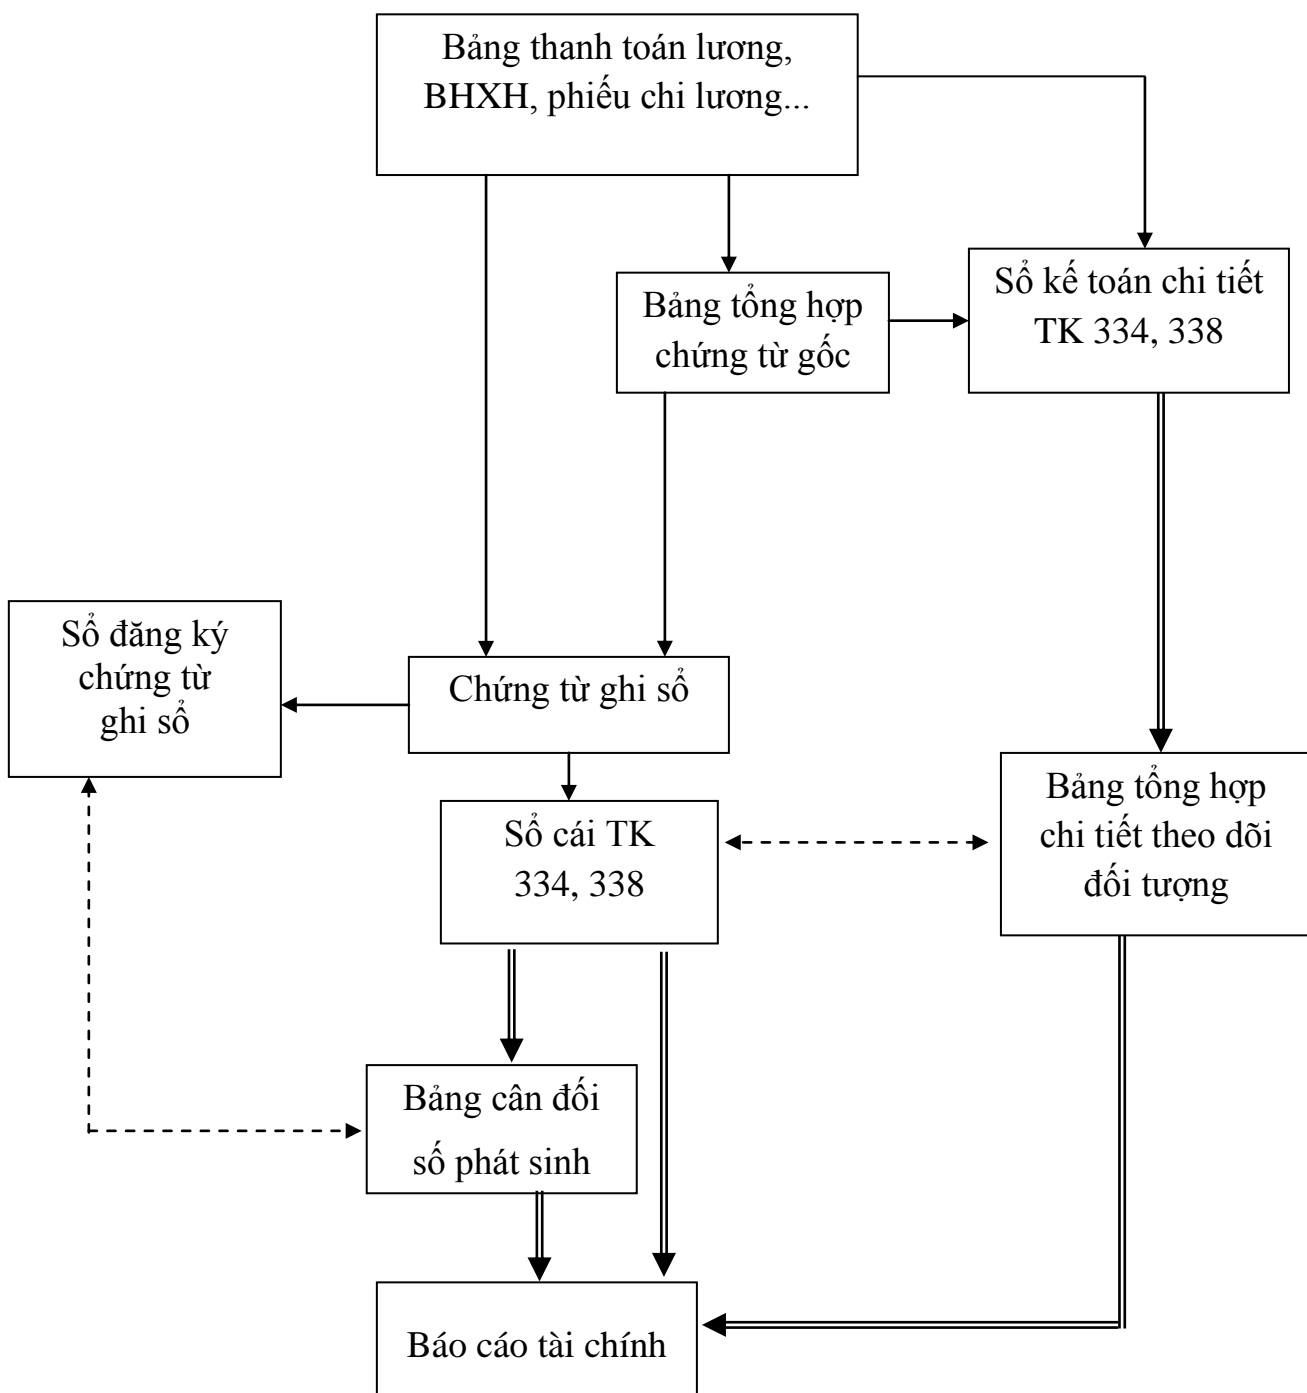 Bảng thanh toán lương,
BHXH, phiếu chi lương...
Bảng tổng hợp
chứng từ gốc
Sổ kế toán chi tiết
TK 334, 338
Sổ đăng ký
chứng từ
ghi sổ
Chứng từ ghi sổ
Sổ cái TK
334, 338
Bảng tổng hợp
chi tiết theo dõi
đối tượng
Bảng cân đối
số phát sinh
Báo cáo tài chính